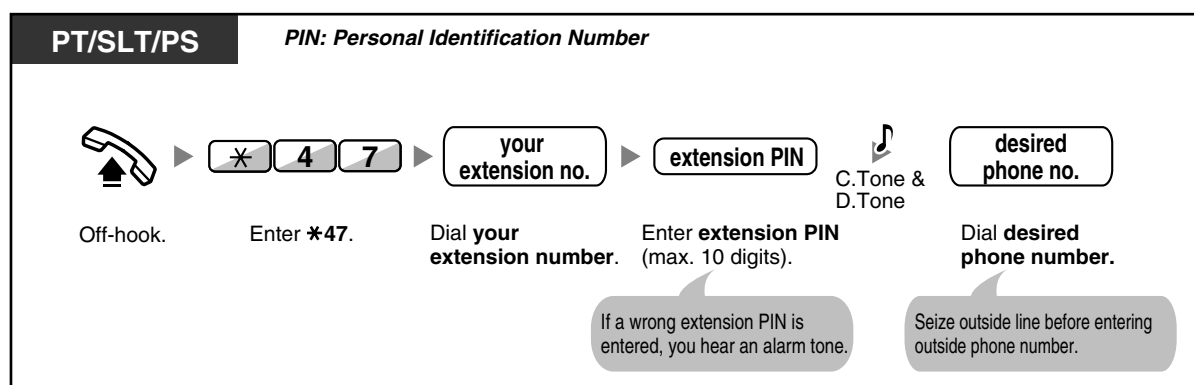 PT/SLT/PS
PIN: Personal Identification Number
* 4 7
your
extension no.
extension PIN
C.Tone &
D.Tone
desired
phone no.
Off-hook.
Enter *47.
Dial your
extension number.
Enter extension PIN
(max. 10 digits).
Dial desired
phone number.
If a wrong extension PIN is
entered, you hear an alarm tone.
Seize outside line before entering
outside phone number.